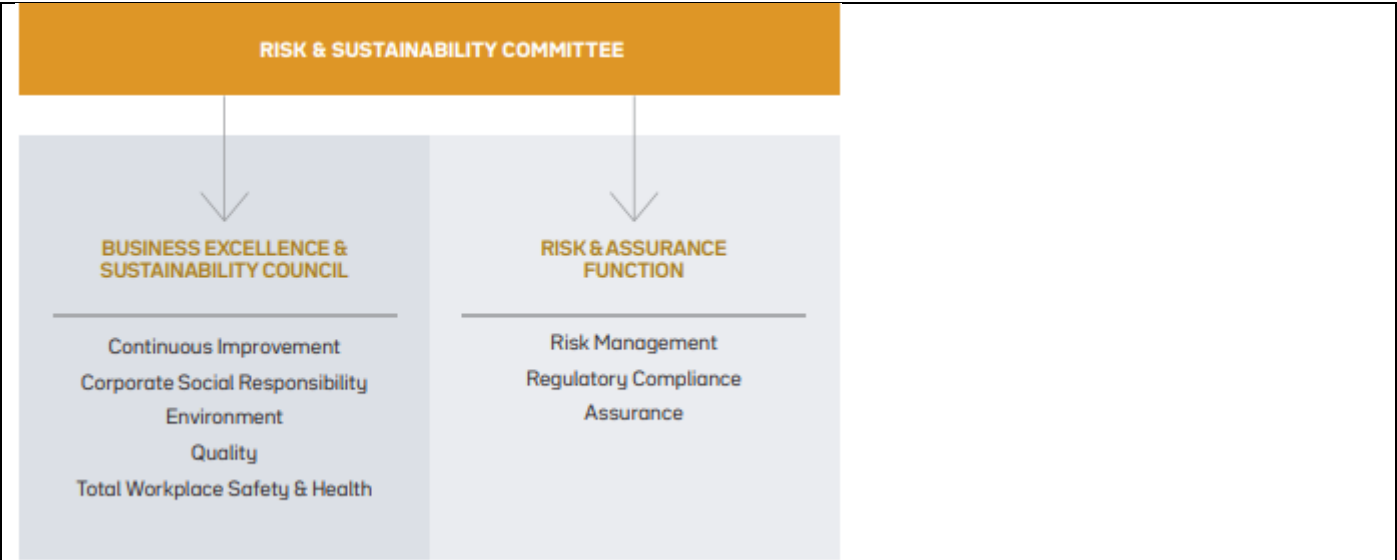 RISK & SUSTAINABILITY COMMITTEE
BUSINESS EXCELLENCE &
SUSTAINABILITY COUNCIL
Continuous Improvement
Corporate Social Responsibility
Environment
Quality
Total Workplace Safety & Health
RISK & ASSURANCE
FUNCTION
Risk Management
Regulatory Compliance
Assurance